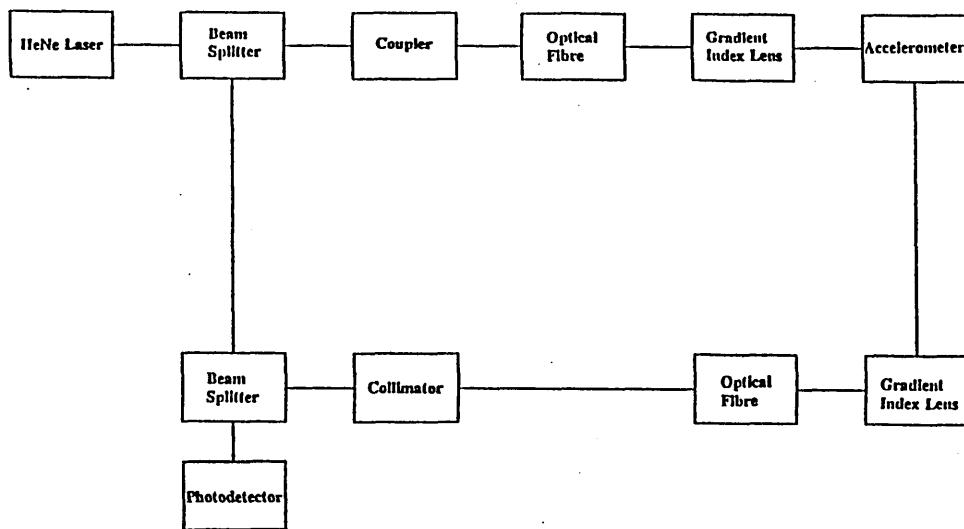 HeNe Laser
Beam
Splitter
Coupler
Optical
Fibre
Gradient
Index Lens
Accelerometer
Beam
Splitter
Collimator
Optical
Fibre
Gradient
Index Lens
Photodetector